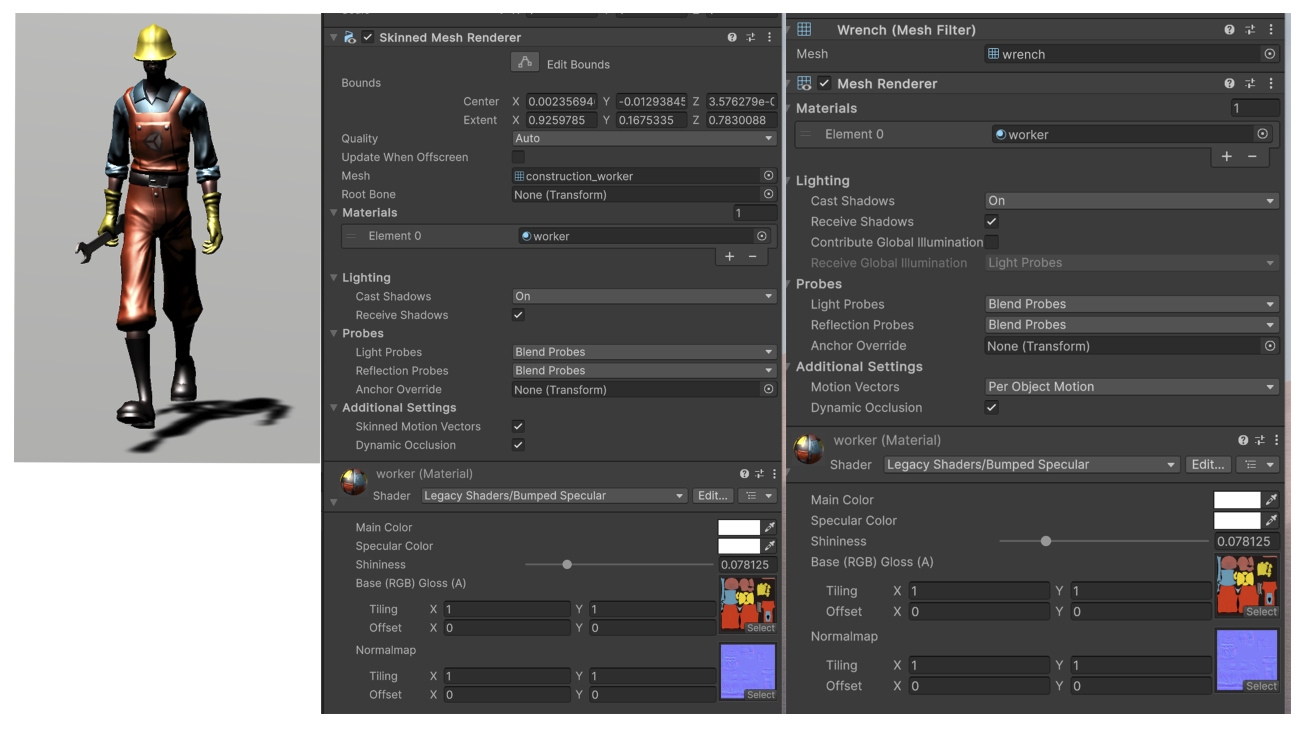 Skinned Mesh Renderer
Edit Bounds
Bounds
Center X 0.00235694 Y -0.01293845 Z 3.576279e-0
Extent X 0.9259785 Y 0.1675335 Z 0.7830088
Quality Auto
Update When Offscreen
Mesh construction_worker
Root Bone None (Transform)
Materials 1
Element 0 worker
+ −
Lighting
Cast Shadows On
Receive Shadows
Probes
Light Probes Blend Probes
Reflection Probes Blend Probes
Anchor Override None (Transform)
Additional Settings
Skinned Motion Vectors
Dynamic Occlusion
worker (Material)
Shader Legacy Shaders/Bumped Specular Edit...
Main Color
Specular Color
Shininess 0.078125
Base (RGB) Gloss (A)
Tiling X 1 Y 1
Offset X 0 Y 0 Select
Normalmap
Tiling X 1 Y 1
Offset X 0 Y 0 Select
Wrench (Mesh Filter)
Mesh wrench
Mesh Renderer
Materials 1
Element 0 worker
+ −
Lighting
Cast Shadows On
Receive Shadows
Contribute Global Illumination
Receive Global Illumination Light Probes
Probes
Light Probes Blend Probes
Reflection Probes Blend Probes
Anchor Override None (Transform)
Additional Settings
Motion Vectors Per Object Motion
Dynamic Occlusion
worker (Material)
Shader Legacy Shaders/Bumped Specular Edit...
Main Color
Specular Color
Shininess 0.078125
Base (RGB) Gloss (A)
Tiling X 1 Y 1
Offset X 0 Y 0 Select
Normalmap
Tiling X 1 Y 1
Offset X 0 Y 0 Select